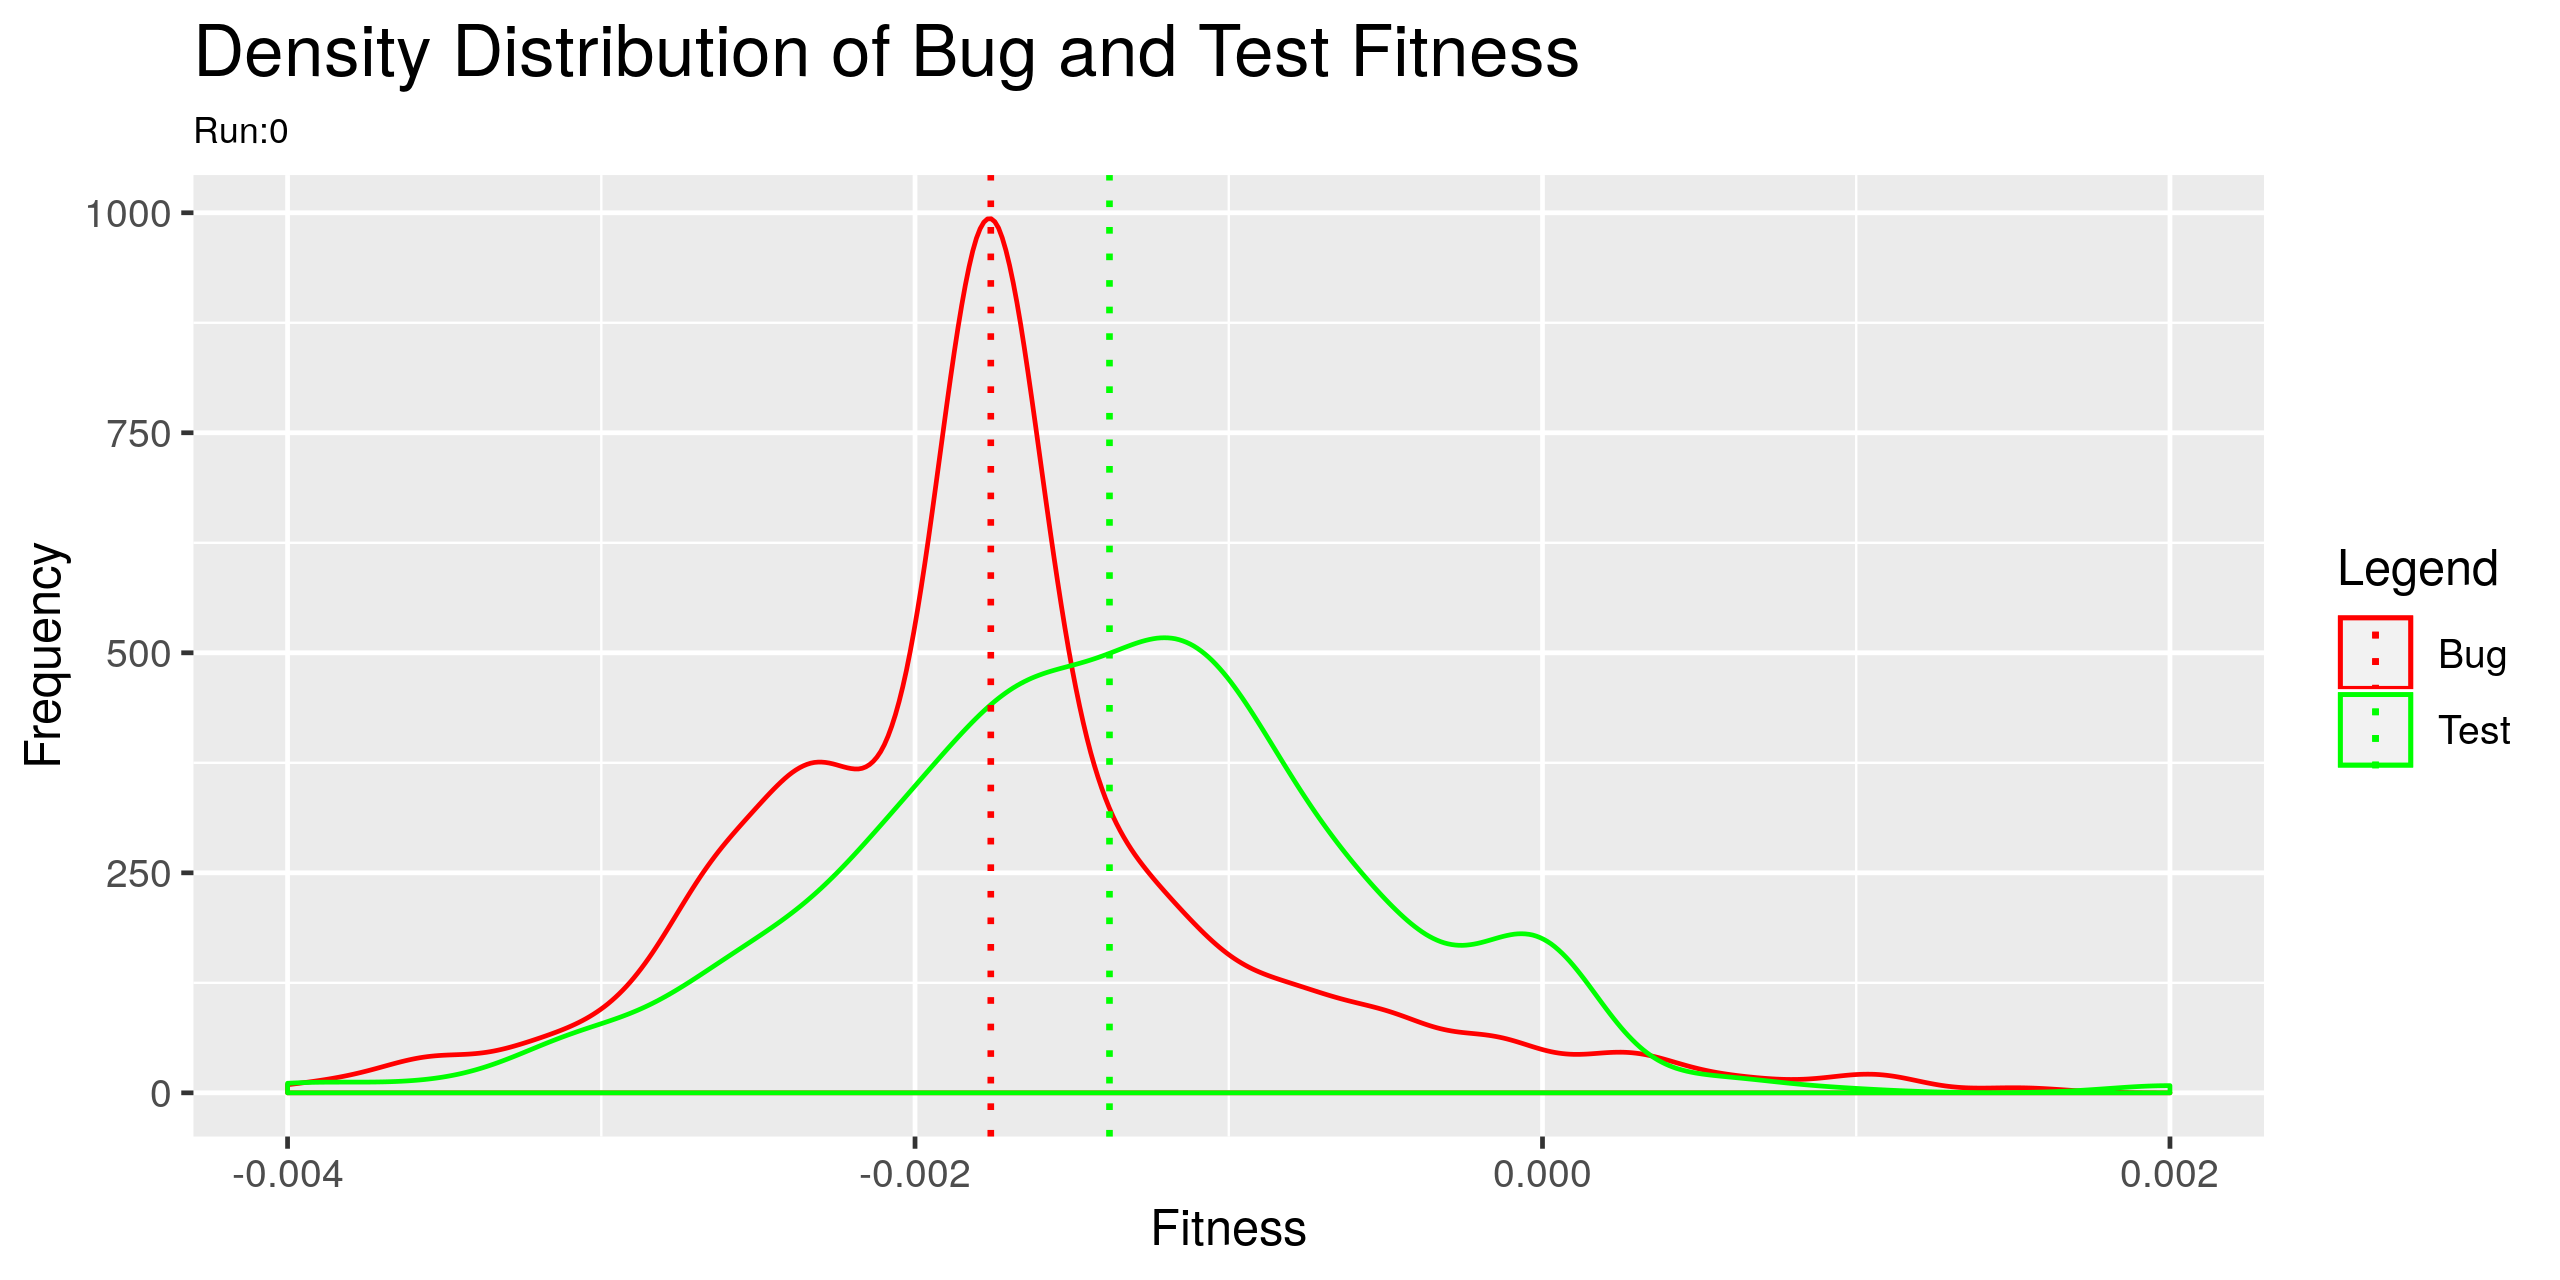 Density Distribution of Bug and Test Fitness
Run:0
1000
750
500
250
0
Frequency
-0.004
-0.002
0.000
0.002
Fitness
Legend
Bug
Test